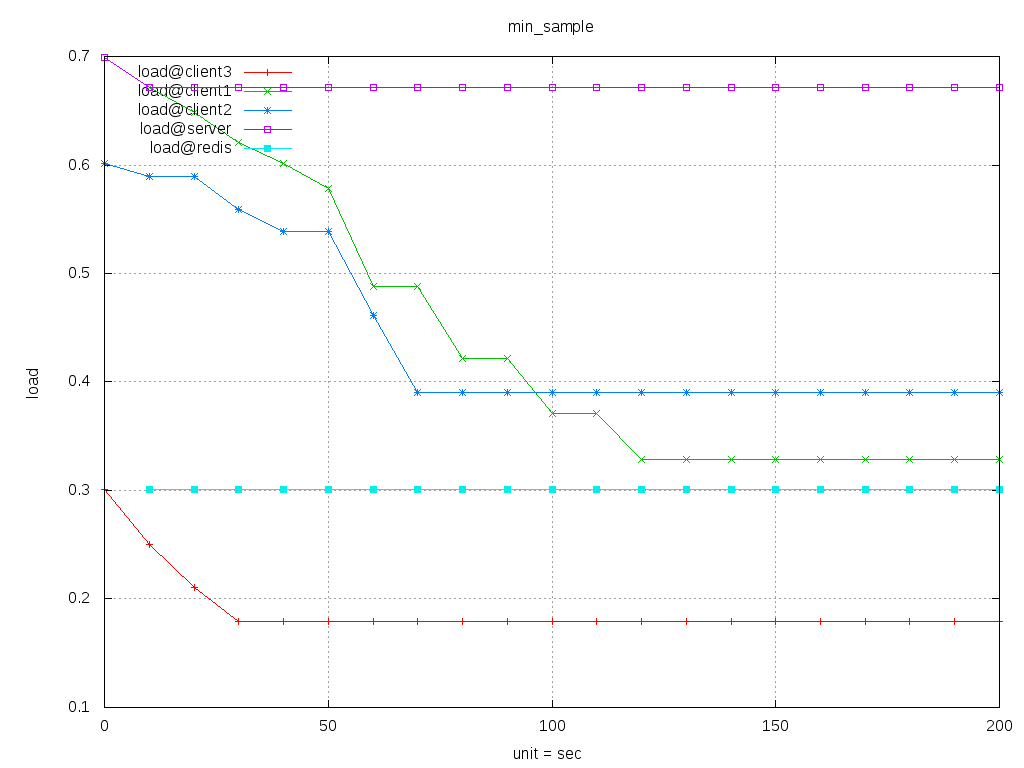 min_sample
0.7
load@client3
load@client1
load@client2
load@server
load@redis
0.6
0.5
0.4
load
0.3
0.2
0.1
0 50 100 150 200
unit = sec